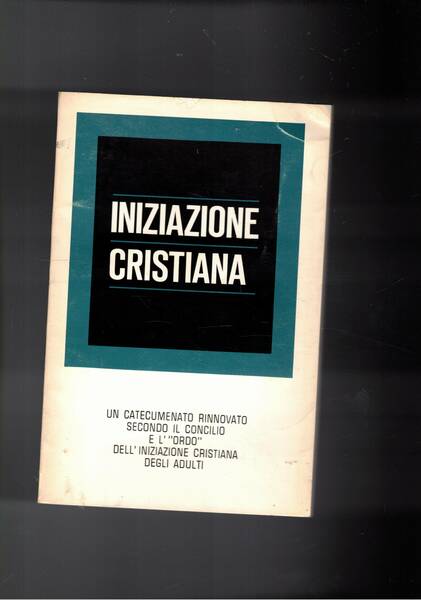 INIZIAZIONE
CRISTIANA
UN CATECUMENATO RINNOVATO
SECONDO IL CONCILIO
E L' "ORDO"
DELL' INIZIAZIONE CRISTIANA
DEGLI ADULTI